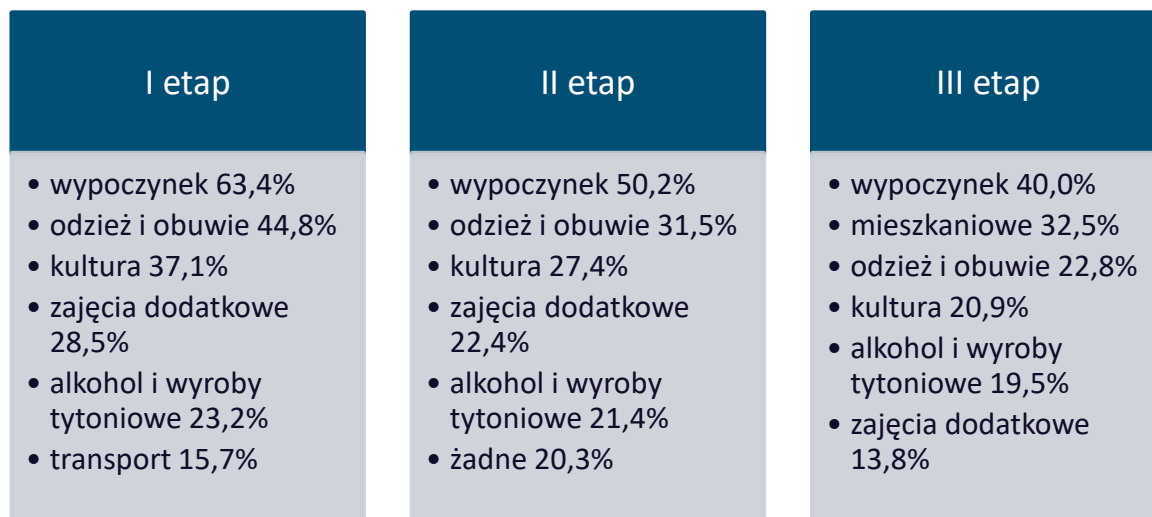 I etap
• wypoczynek 63,4%
• odzież i obuwie 44,8%
• kultura 37,1%
• zajęcia dodatkowe
28,5%
• alkohol i wyroby
tytoniowe 23,2%
• transport 15,7%
II etap
• wypoczynek 50,2%
• odzież i obuwie 31,5%
• kultura 27,4%
• zajęcia dodatkowe
22,4%
• alkohol i wyroby
tytoniowe 21,4%
• żadne 20,3%
III etap
• wypoczynek 40,0%
• mieszkaniowe 32,5%
• odzież i obuwie 22,8%
• kultura 20,9%
• alkohol i wyroby
tytoniowe 19,5%
• zajęcia dodatkowe
13,8%